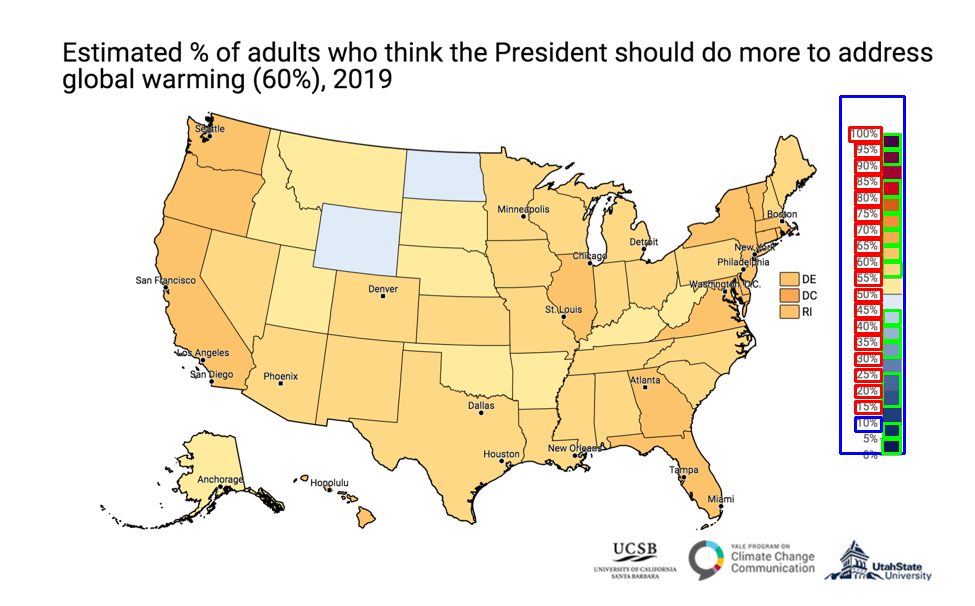 Estimated % of adults who think the President should do more to address
global warming (60%), 2019
Seattle
100%
95%
90%
85%
80%
75%
70%
65%
60%
55%
50%
45%
40%
35%
30%
25%
20%
15%
10%
5%
0%
Minneapolis
Boston
Detroit
New York
Chicago
Philadelphia
San Francisco
Denver
Washington, D.C.
DE
DC
RI
St. Louis
Los Angeles
San Diego
Phoenix
Atlanta
Dallas
Houston
New Orleans
Tampa
Miami
Anchorage
Honolulu
UCSB
UNIVERSITY OF CALIFORNIA
SANTA BARBARA
YALE PROGRAM ON
Climate Change
Communication
UtahState
University